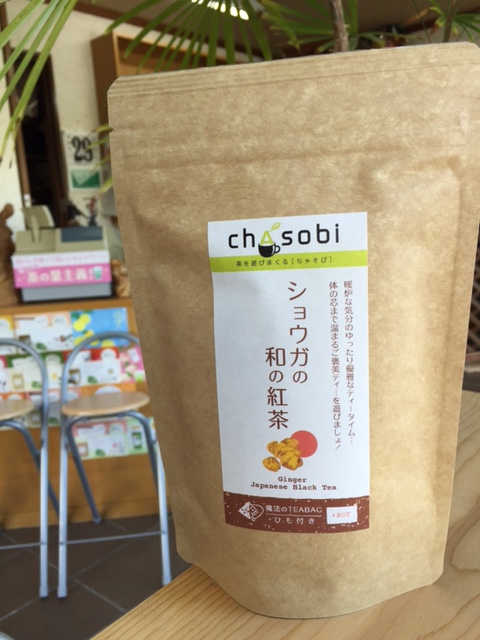 chasobi
茶を遊びまくる［ちゃそび］
暖炉な気分のゆったり優雅なティータイム…
体の芯まで温まるご褒美ティーを遊びましょ！
ショウガの
和の紅茶
Ginger
Japanese Black Tea
魔法のTEABAG
ひも付き
茶の葉主義